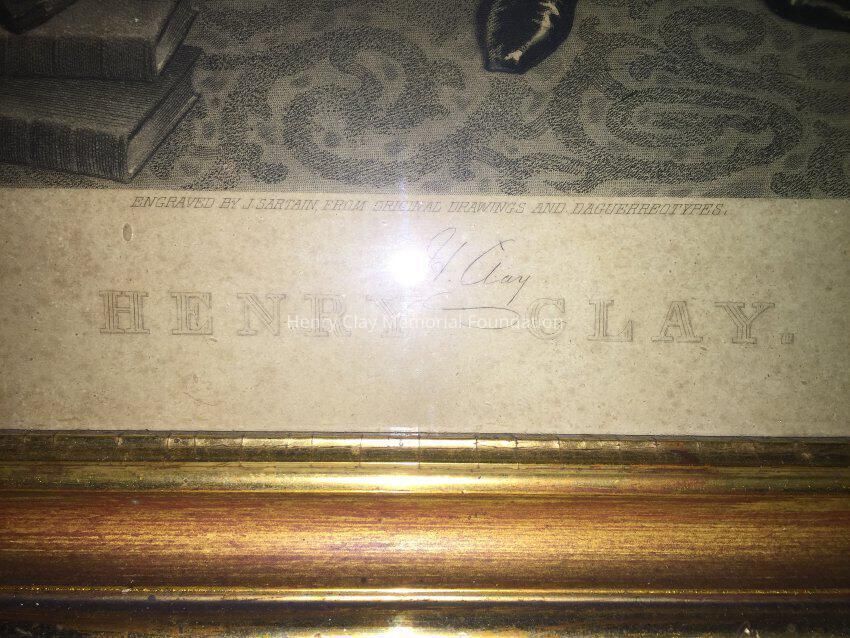 ENGRAVED BY J. SARTAIN, FROM ORIGINAL DRAWINGS AND DAGUERREOTYPES.
H. Clay
HENRY CLAY.
Henry Clay Memorial Foundation